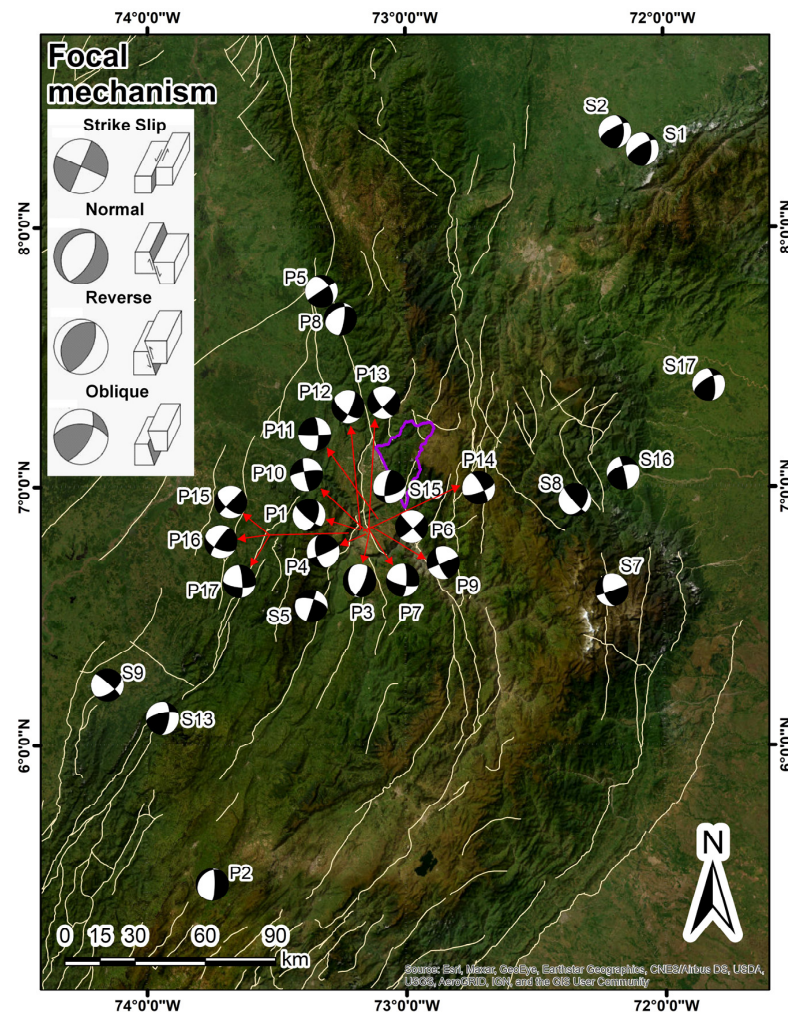 74°0'0"W 73°0'0"W 72°0'0"W
Focal
mechanism
Strike Slip
Normal
Reverse
Oblique
S2
S1
8°0'0"N 8°0'0"N
P5
P8
S17
P13
P12
P11
S16
P14
P10
S8
7°0'0"N 7°0'0"N
S15
P15
P1
P6
P16
P4
S7
P9
P17
P3
P7
S5
S9
S13
6°0'0"N 6°0'0"N
N
P2
0 15 30 60 90
km
Source: Esri, Maxar, GeoEye, Earthstar Geographics, CNES/Airbus DS, USDA,
USGS, AeroGRID, IGN, and the GIS User Community
74°0'0"W 73°0'0"W 72°0'0"W